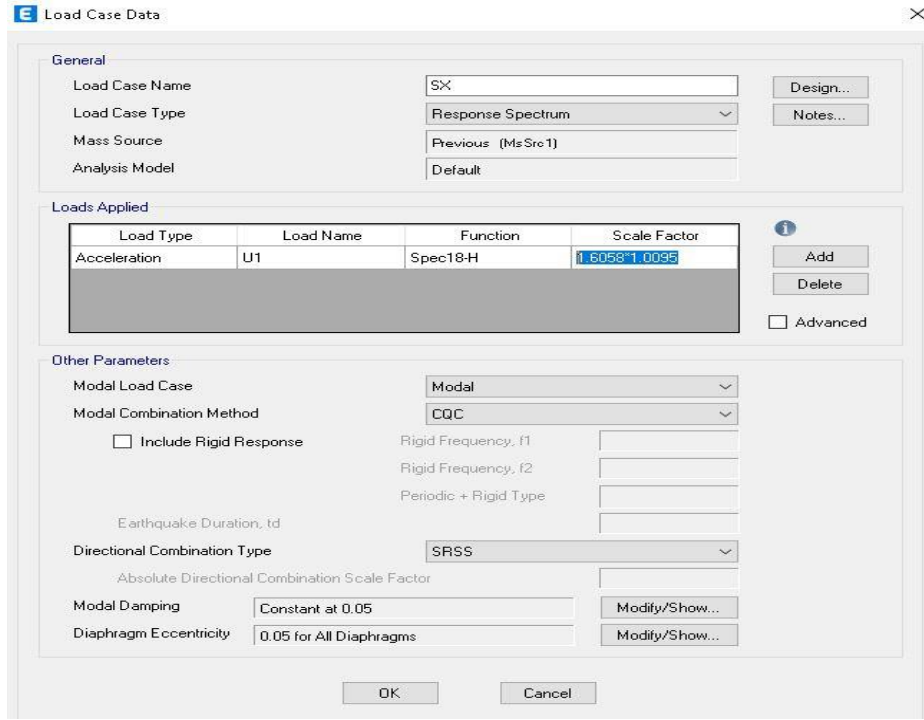 E Load Case Data
General
Load Case Name SX Design...
Load Case Type Response Spectrum Notes...
Mass Source Previous (MsSrc1)
Analysis Model Default
Loads Applied
Load Type Load Name Function Scale Factor
Acceleration U1 Spec18-H 1.6058*1.0095 Add
Delete
Advanced
Other Parameters
Modal Load Case Modal
Modal Combination Method CQC
Include Rigid Response Rigid Frequency, f1
Rigid Frequency, f2
Periodic + Rigid Type
Earthquake Duration, td
Directional Combination Type SRSS
Absolute Directional Combination Scale Factor
Modal Damping Constant at 0.05 Modify/Show...
Diaphragm Eccentricity 0.05 for All Diaphragms Modify/Show...
OK Cancel